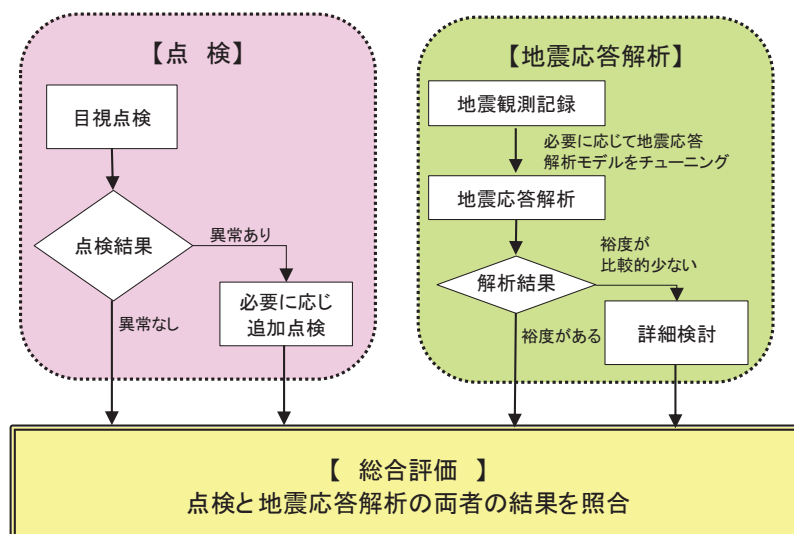 【点　検】
目視点検
点検結果
異常あり
異常なし
必要に応じ
追加点検
【地震応答解析】
地震観測記録
必要に応じて地震応答
解析モデルをチューニング
地震応答解析
解析結果
裕度が
比較的少ない
裕度がある
詳細検討
【　総合評価　】
点検と地震応答解析の両者の結果を照合